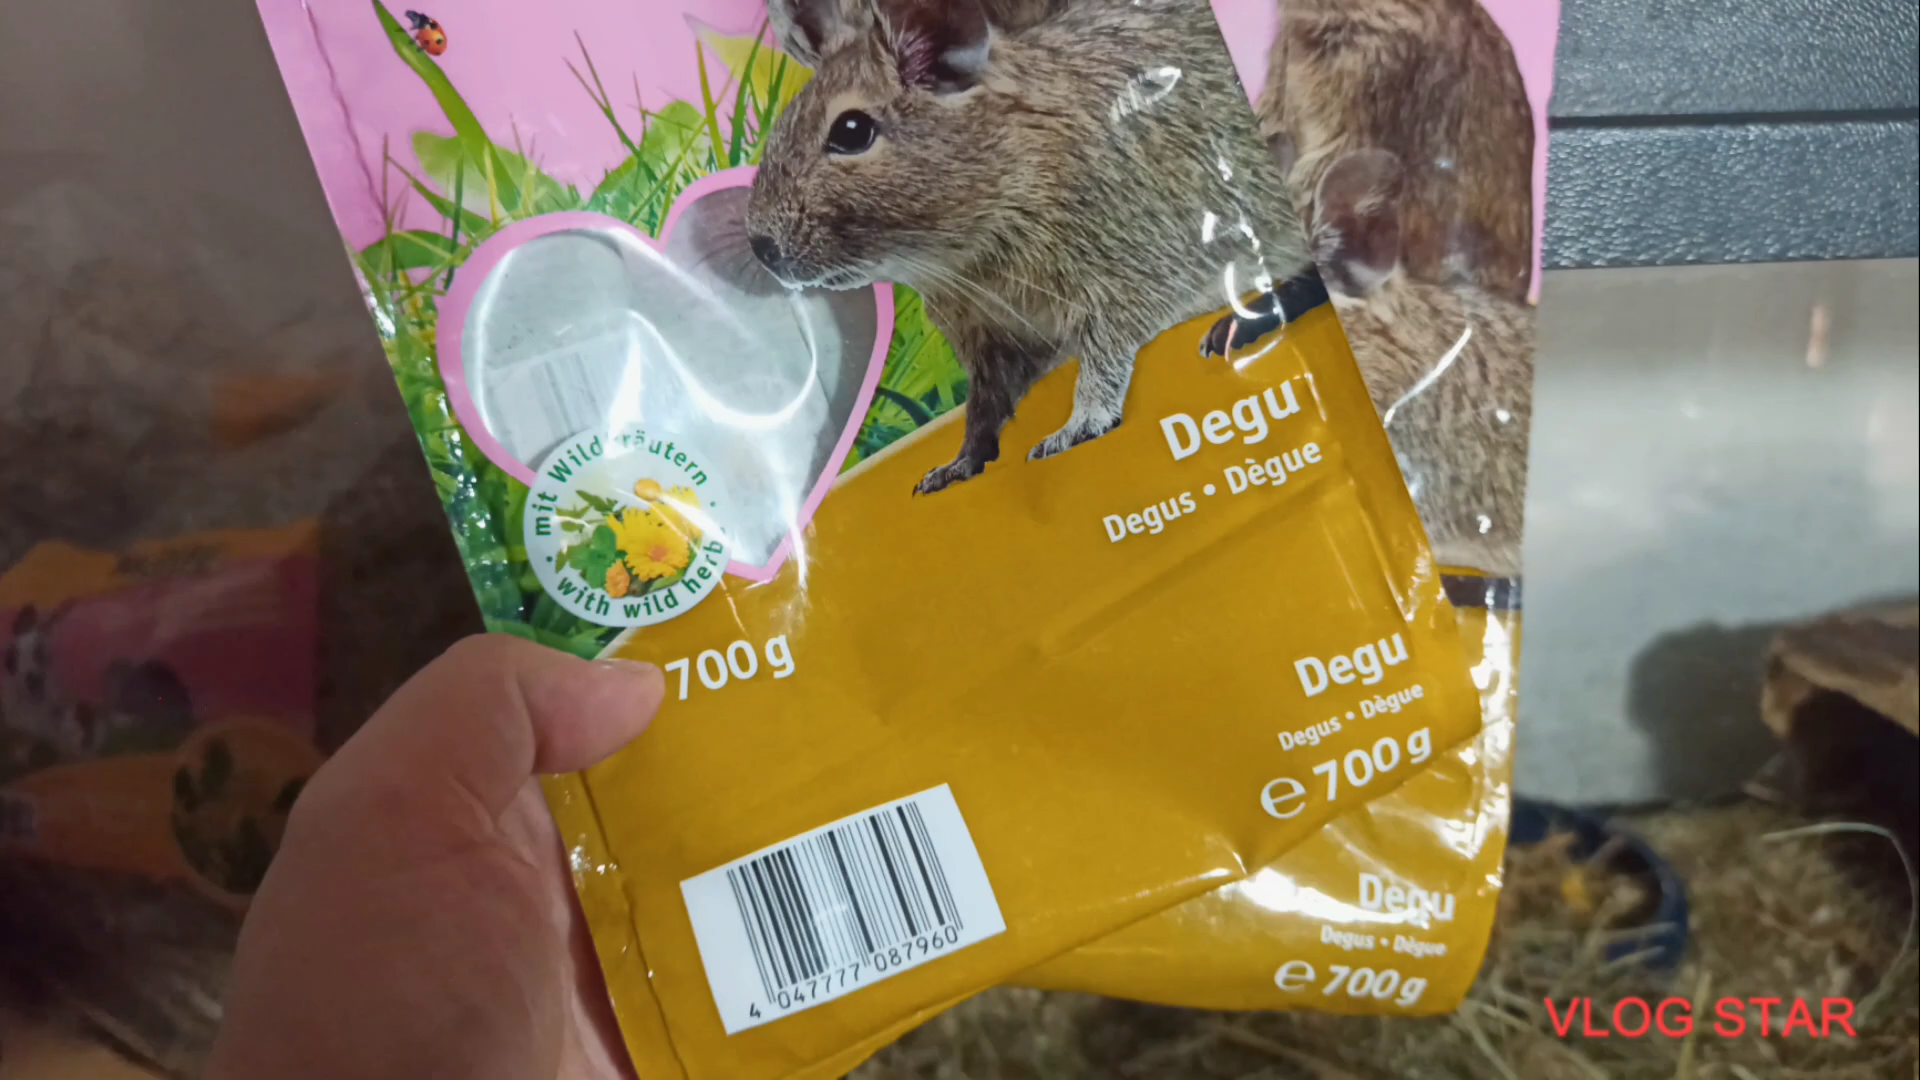 mit Wildkräutern
with wild herbs
Degu
Degus • Dègue
700 g
Degu
Degus • Dègue
℮ 700 g
4 047777 087960
Degu
Degus • Dègue
℮ 700 g
VLOG STAR